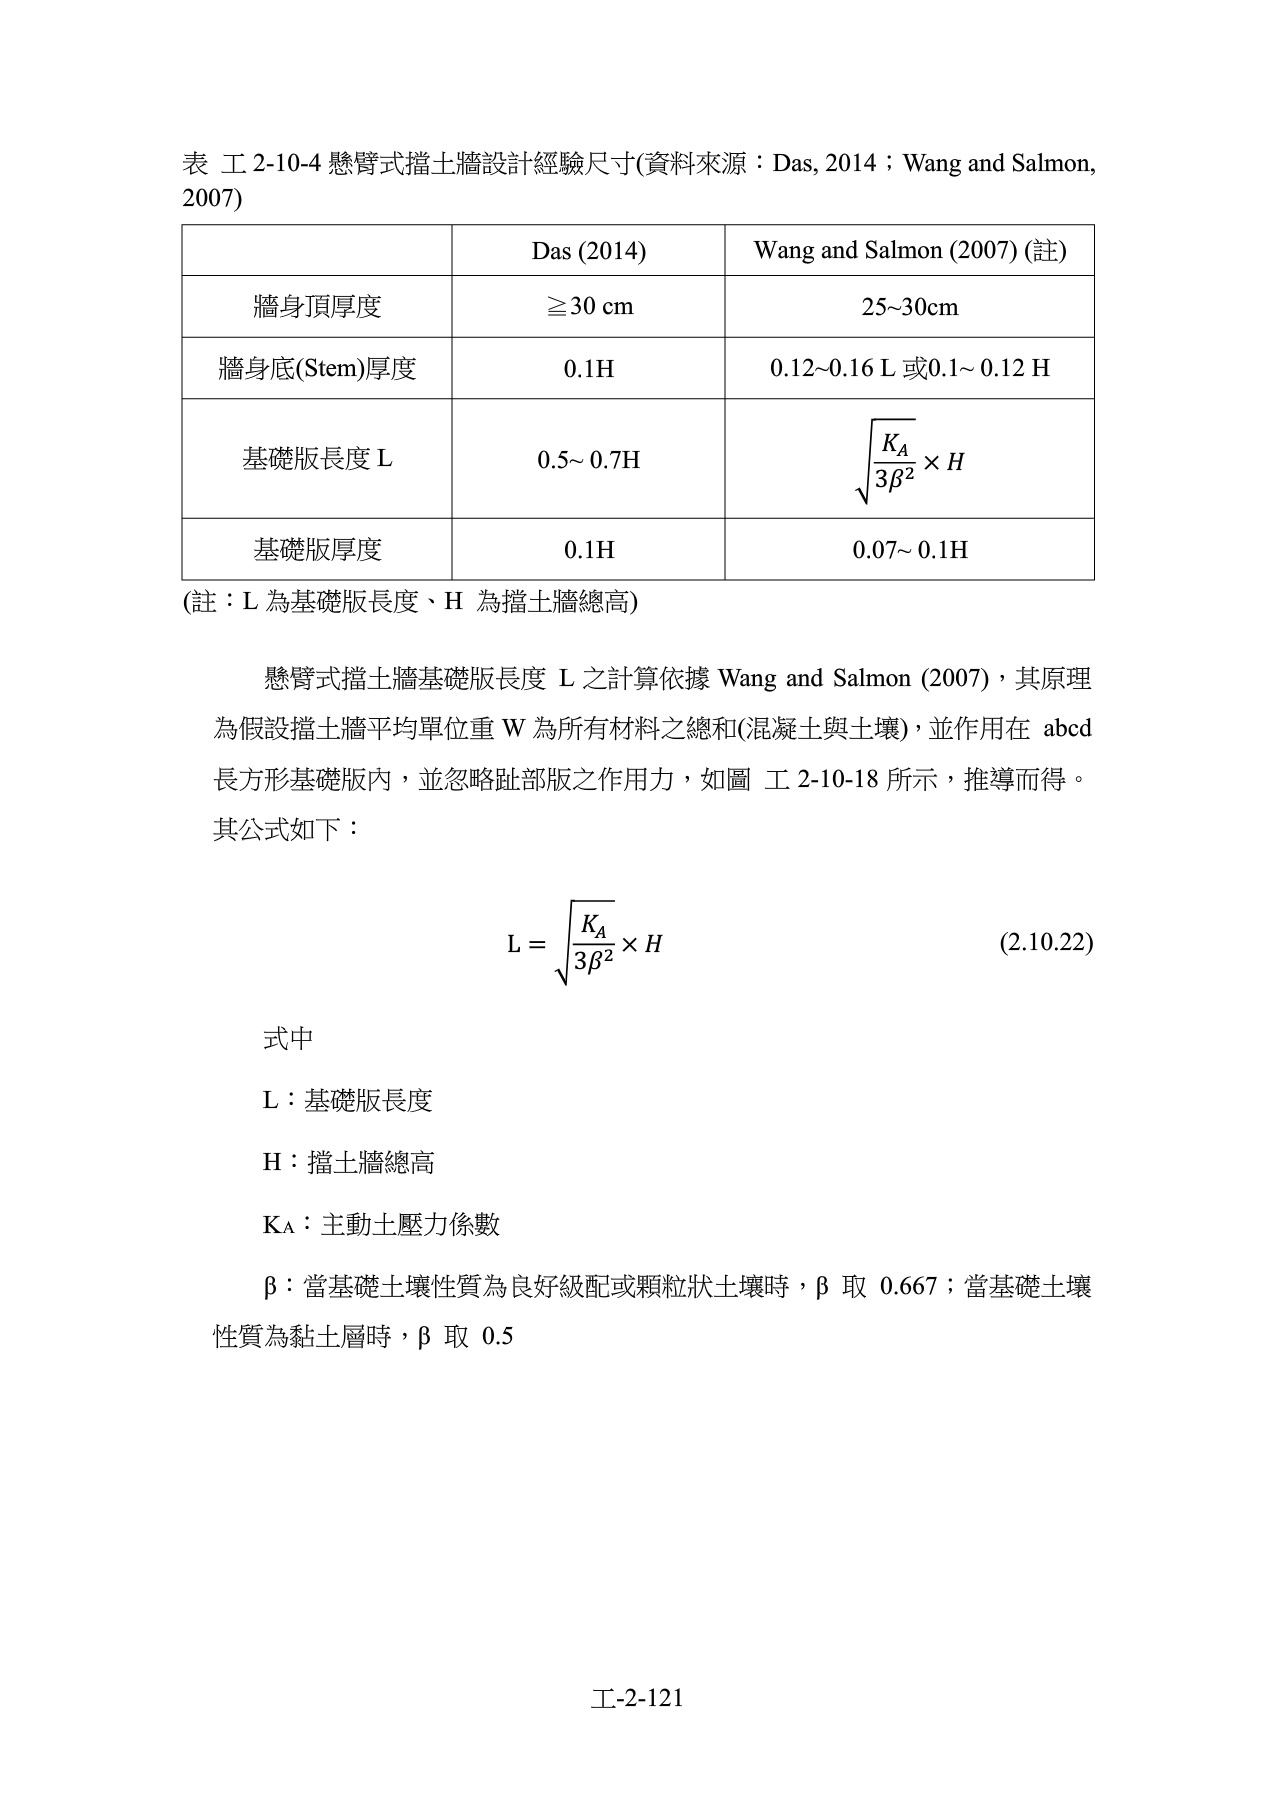 表 工 2-10-4 懸臂式擋土牆設計經驗尺寸(資料來源：Das, 2014；Wang and Salmon,
2007)
Das (2014) Wang and Salmon (2007) (註)
牆身頂厚度 ≧30 cm 25~30cm
牆身底(Stem)厚度 0.1H 0.12~0.16 L 或0.1~ 0.12 H
基礎版長度 L 0.5~ 0.7H √(K_A/3β²) × H
基礎版厚度 0.1H 0.07~ 0.1H
(註：L 為基礎版長度、H 為擋土牆總高)
懸臂式擋土牆基礎版長度 L 之計算依據 Wang and Salmon (2007)，其原理
為假設擋土牆平均單位重 W 為所有材料之總和(混凝土與土壤)，並作用在 abcd
長方形基礎版內，並忽略趾部版之作用力，如圖 工 2-10-18 所示，推導而得。
其公式如下：
L = √(K_A/3β²) × H (2.10.22)
式中
L：基礎版長度
H：擋土牆總高
KA：主動土壓力係數
β：當基礎土壤性質為良好級配或顆粒狀土壤時，β 取 0.667；當基礎土壤
性質為黏土層時，β 取 0.5
工-2-121